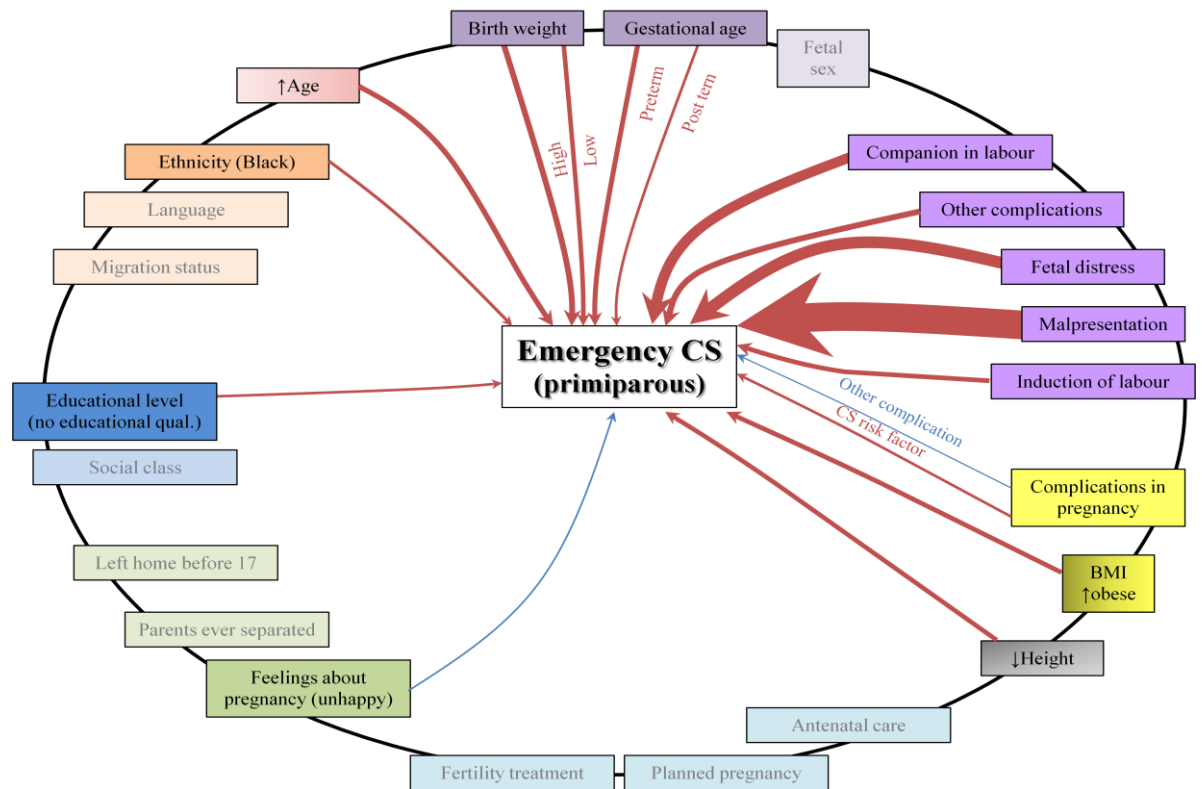 Birth weight
Gestational age
Fetal
sex
↑Age
High
Low
Preterm
Post tern
Ethnicity (Black)
Companion in labour
Language
Other complications
Migration status
Fetal distress
Malpresentation
Emergency CS
(primiparous)
Induction of labour
Educational level
(no educational qual.)
Other complication
CS risk factor
Social class
Complications in
pregnancy
Left home before 17
BMI
↑obese
Parents ever separated
↓Height
Feelings about
pregnancy (unhappy)
Antenatal care
Fertility treatment
Planned pregnancy